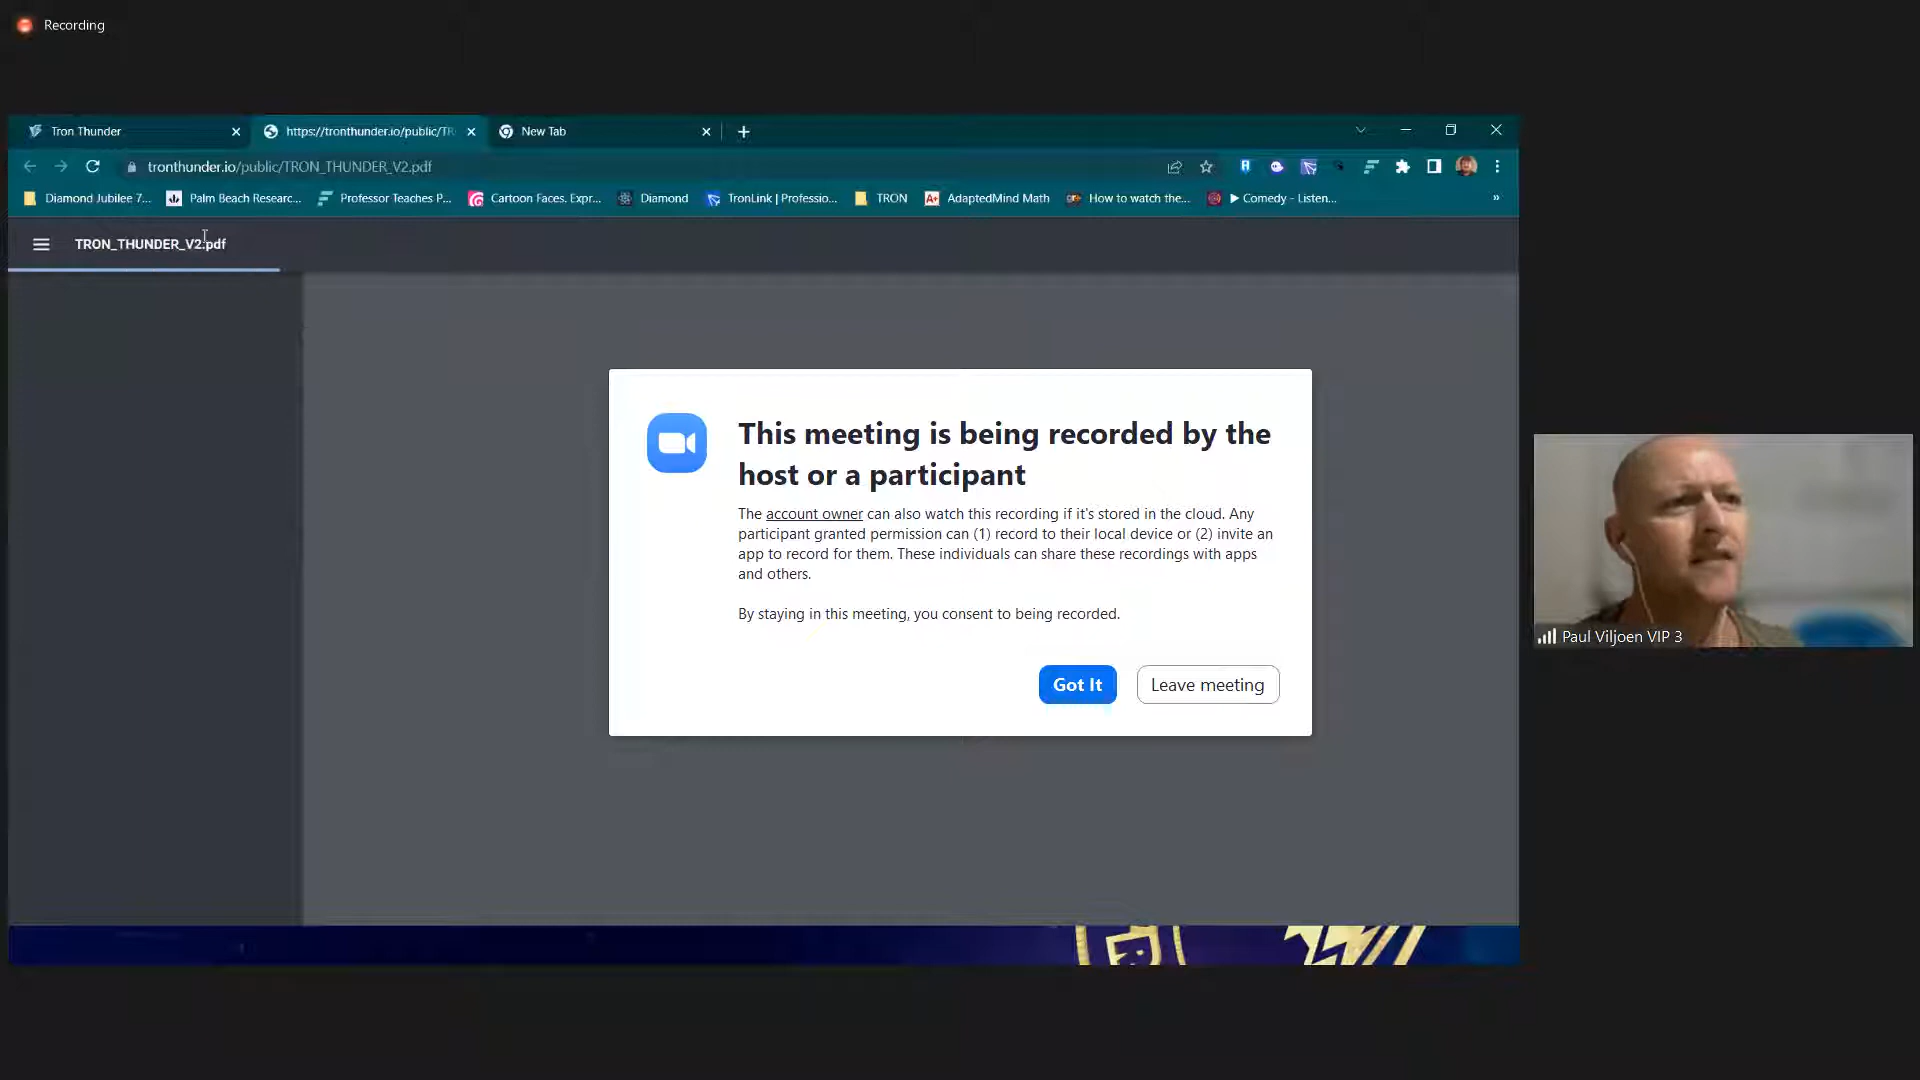 Recording
Tron Thunder
https://tronthunder.io/public/TR
New Tab
tronthunder.io/public/TRON_THUNDER_V2.pdf
Diamond Jubilee 7...
Palm Beach Researc...
Professor Teaches P...
Cartoon Faces. Expr...
Diamond
TronLink | Professio...
TRON
A+ AdaptedMind Math
How to watch the...
Comedy - Listen...
TRON_THUNDER_V2.pdf
This meeting is being recorded by the
host or a participant
The account owner can also watch this recording if it's stored in the cloud. Any
participant granted permission can (1) record to their local device or (2) invite an
app to record for them. These individuals can share these recordings with apps
and others.
By staying in this meeting, you consent to being recorded.
Got It
Leave meeting
Paul Viljoen VIP 3